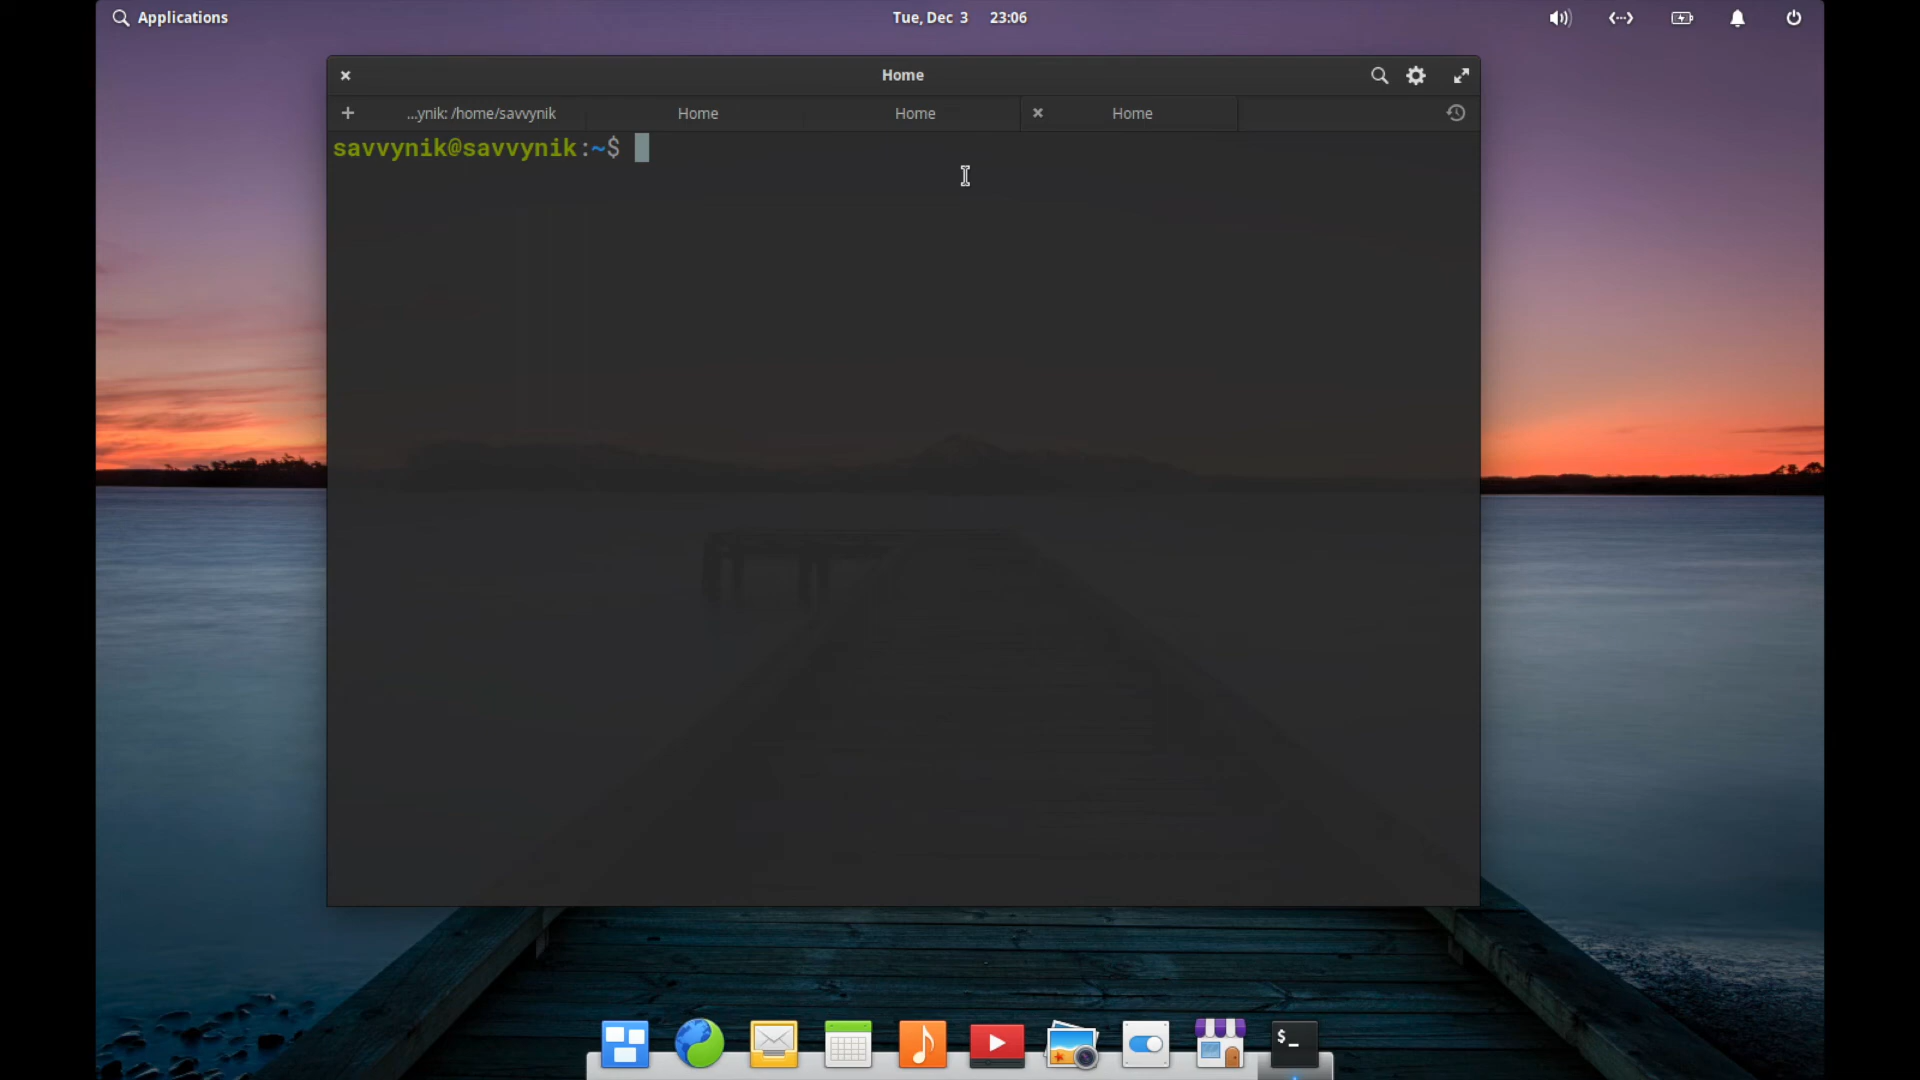 Applications
Tue, Dec 3 23:06
Home
...ynik: /home/savvynik
Home
Home
Home
savvynik@savvynik:~$
$_